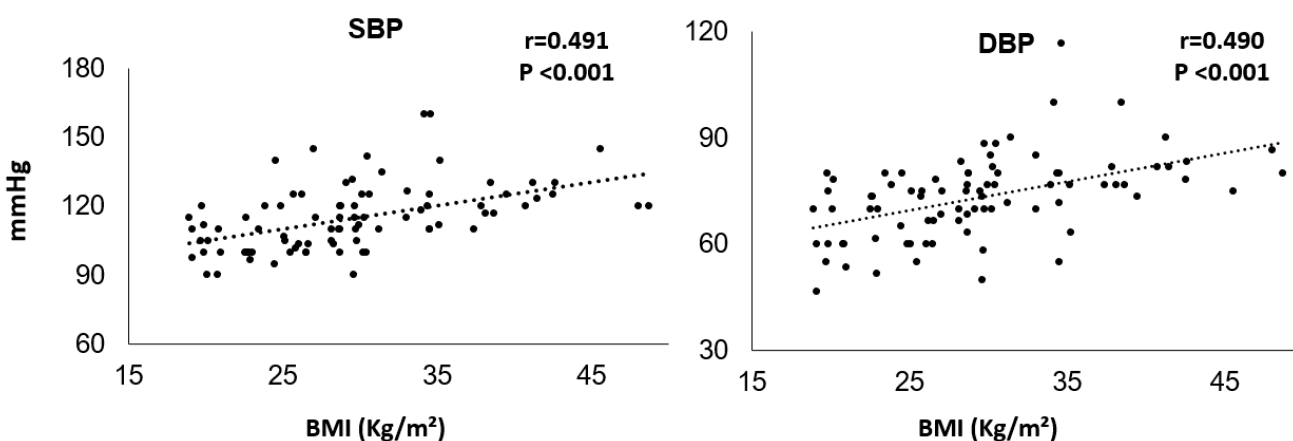 SBP
r=0.491
P <0.001
180
150
120
90
60
mmHg
15
25
35
45
BMI (Kg/m²)
DBP
r=0.490
P <0.001
120
90
60
30
15
25
35
45
BMI (Kg/m²)